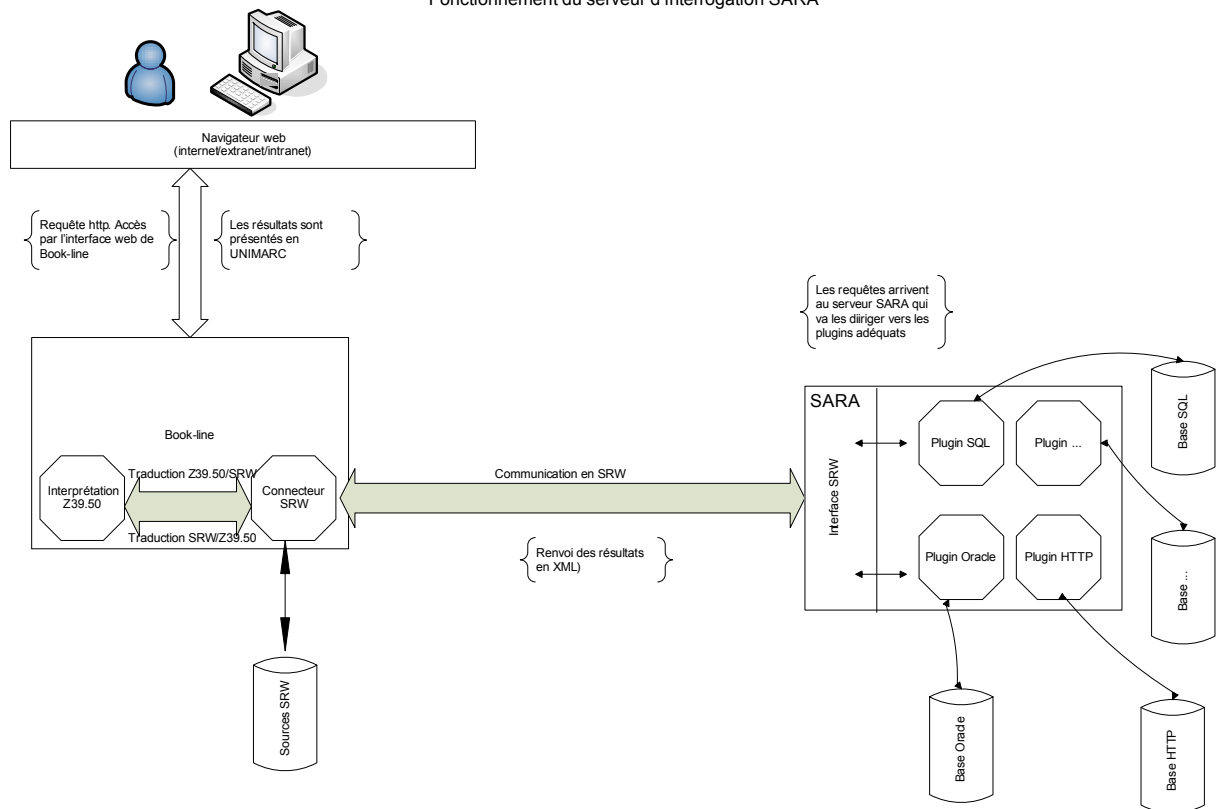 Fonctionnement du serveur d'interrogation SARA
Navigateur web
(internet/extranet/intranet)
Requête http. Accès
par l'interface web de
Book-line
Les résultats sont
présentés en
UNIMARC
Les requêtes arrivent
au serveur SARA qui
va les diiriger vers les
plugins adéquats
Book-line
Interprétation
Z39.50
Traduction Z39.50/SRW
Traduction SRW/Z39.50
Connecteur
SRW
Communication en SRW
Renvoi des résultats
en XML)
Sources SRW
SARA
Interface SRW
Plugin SQL
Plugin ...
Plugin Oracle
Plugin HTTP
Base SQL
Base ...
Base Oracle
Base HTTP